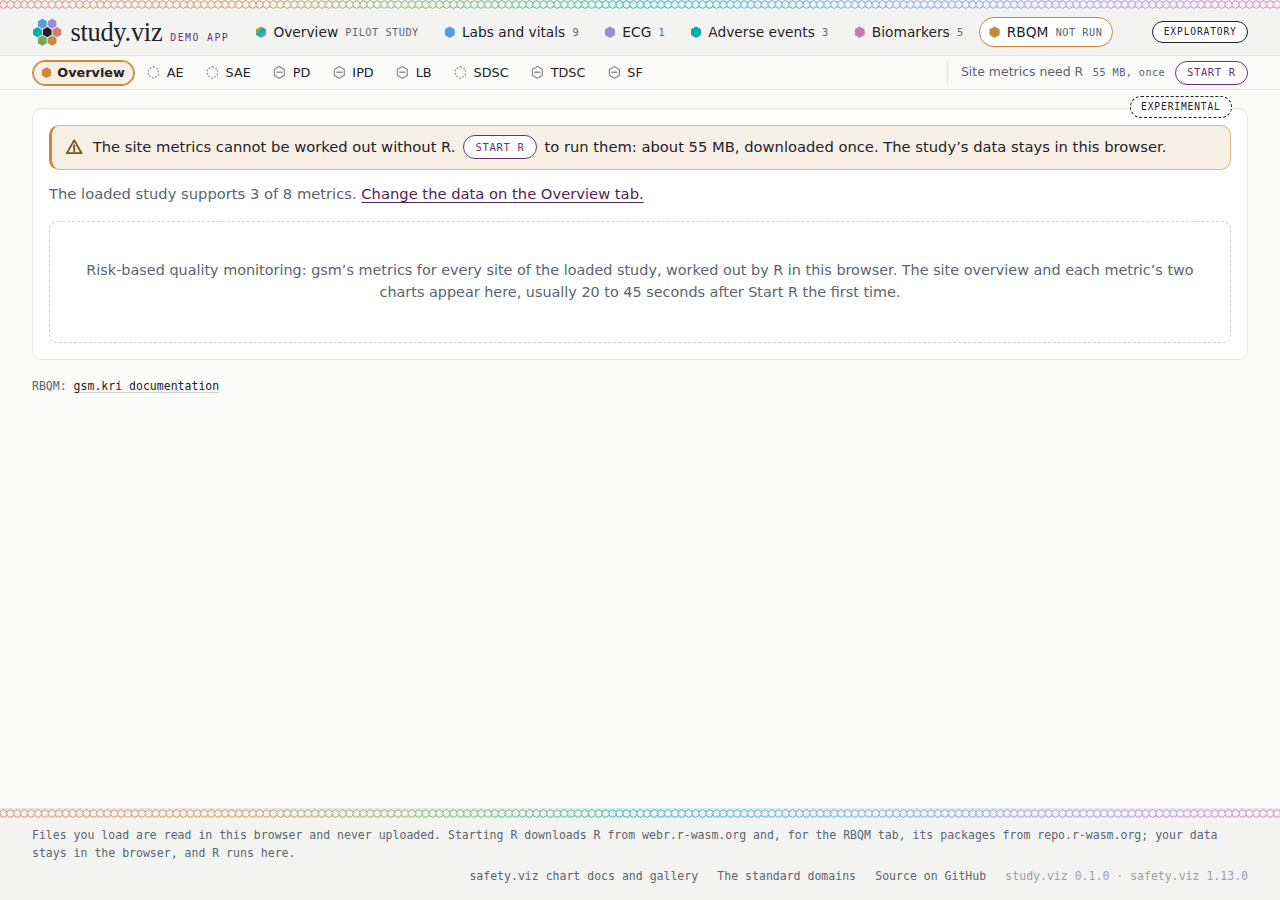 study.viz DEMO APP Overview PILOT STUDY Labs and vitals 9 ECG 1 Adverse events 3 Biomarkers 5 RBQM NOT RUN EXPLORATORY
Overview AE SAE PD IPD LB SDSC TDSC SF Site metrics need R 55 MB, once START R
EXPERIMENTAL
The site metrics cannot be worked out without R. START R to run them: about 55 MB, downloaded once. The study’s data stays in this browser.
The loaded study supports 3 of 8 metrics. Change the data on the Overview tab.
Risk-based quality monitoring: gsm’s metrics for every site of the loaded study, worked out by R in this browser. The site overview and each metric’s two
charts appear here, usually 20 to 45 seconds after Start R the first time.
RBQM: gsm.kri documentation
Files you load are read in this browser and never uploaded. Starting R downloads R from webr.r-wasm.org and, for the RBQM tab, its packages from repo.r-wasm.org; your data
stays in the browser, and R runs here.
safety.viz chart docs and gallery The standard domains Source on GitHub study.viz 0.1.0 · safety.viz 1.13.0